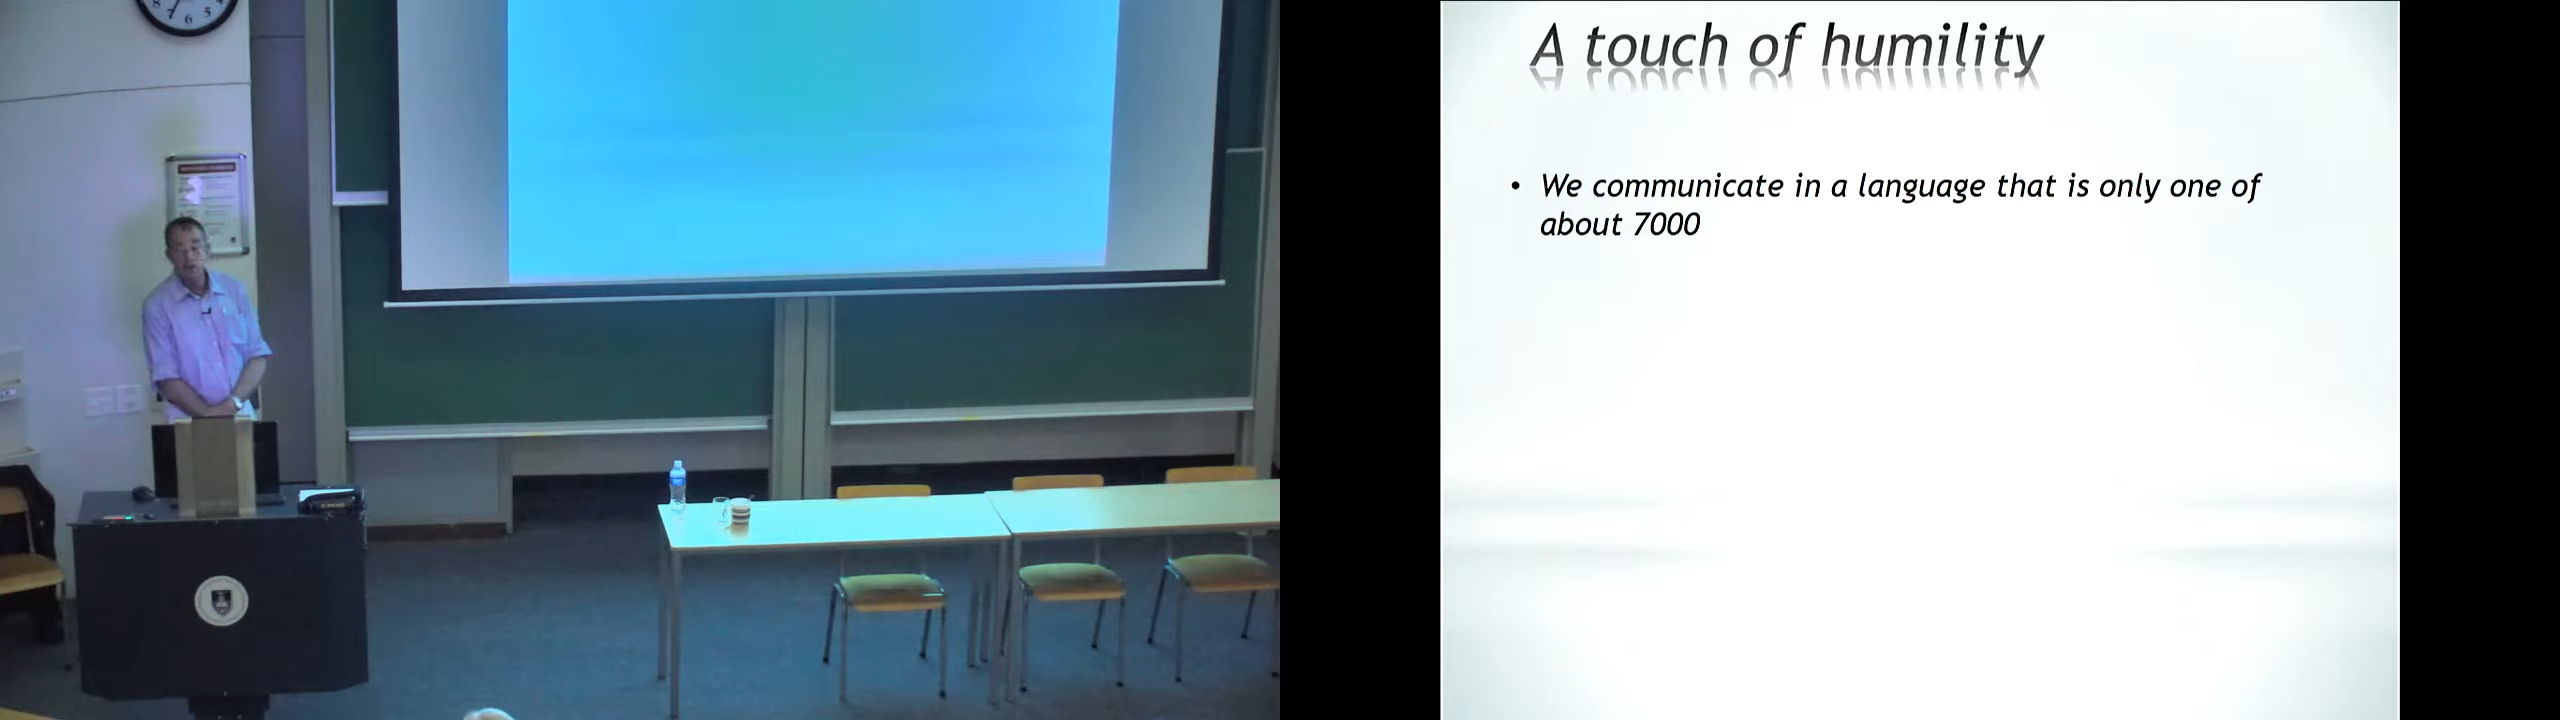 A touch of humility
• We communicate in a language that is only one of
about 7000